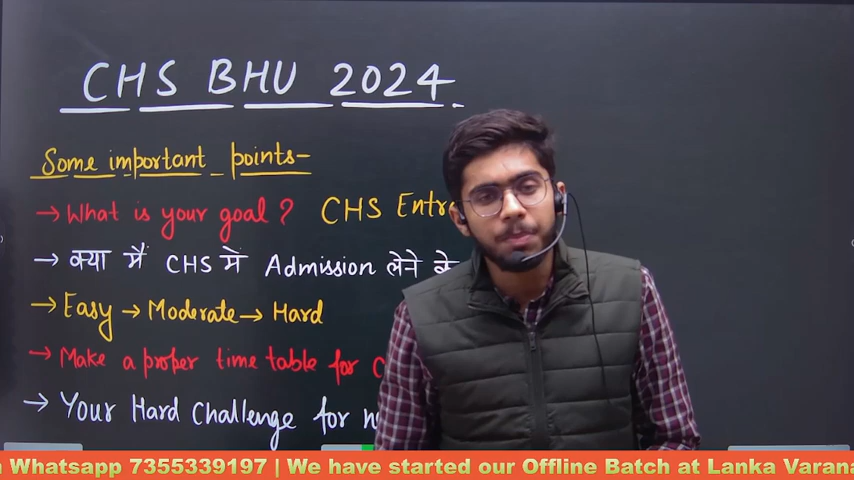 CHS BHU 2024.
Some important points-
→ What is your goal ? CHS Entr
→ क्या मैं CHS में Admission लेने के
→ Easy → Moderate → Hard
→ Make a proper time table for C
→ Your Hard Challenge for
Whatsapp 7355339197 | We have started our Offline Batch at Lanka Varana